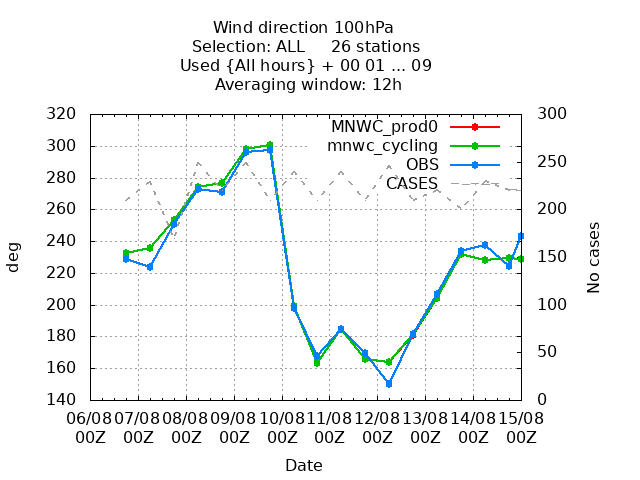 Wind direction 100hPa
Selection: ALL 26 stations
Used {All hours} + 00 01 ... 09
Averaging window: 12h
320 300
MNWC_prod0
300 250
mnwc_cycling
OBS
280 200
CASES
260
240 150
220
200 100
180
160 50
140 0
deg
No cases
06/08 07/08 08/08 09/08 10/08 11/08 12/08 13/08 14/08 15/08
00Z 00Z 00Z 00Z 00Z 00Z 00Z 00Z 00Z 00Z
Date